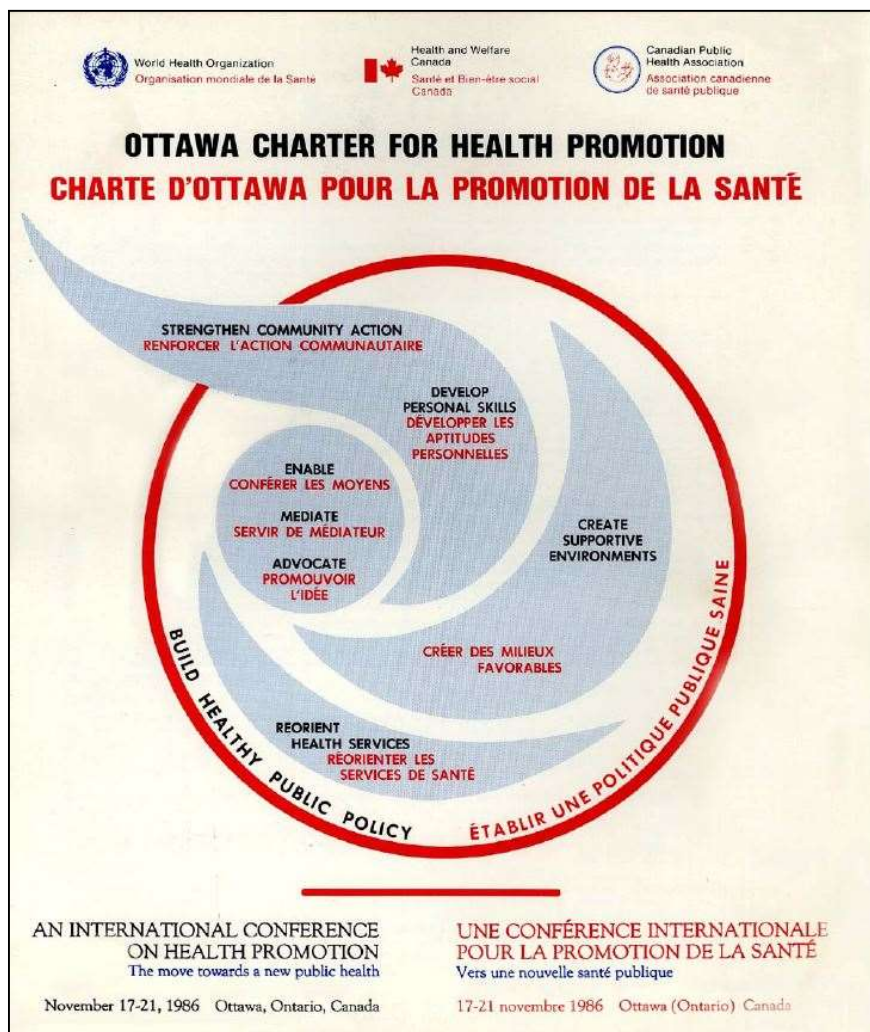 World Health Organization
Organisation mondiale de la Santé
Health and Welfare
Canada
Santé et Bien-être social
Canada
Canadian Public
Health Association
Association canadienne
de santé publique
OTTAWA CHARTER FOR HEALTH PROMOTION
CHARTE D'OTTAWA POUR LA PROMOTION DE LA SANTÉ
STRENGTHEN COMMUNITY ACTION
RENFORCER L'ACTION COMMUNAUTAIRE
DEVELOP
PERSONAL SKILLS
DÉVELOPPER LES
APTITUDES
PERSONNELLES
ENABLE
CONFÉRER LES MOYENS
MEDIATE
SERVIR DE MÉDIATEUR
ADVOCATE
PROMOUVOIR
L'IDÉE
CREATE
SUPPORTIVE
ENVIRONMENTS
CRÉER DES MILIEUX
FAVORABLES
REORIENT
HEALTH SERVICES
RÉORIENTER LES
SERVICES DE SANTÉ
BUILD HEALTHY PUBLIC POLICY
ÉTABLIR UNE POLITIQUE PUBLIQUE SAINE
AN INTERNATIONAL CONFERENCE
ON HEALTH PROMOTION
The move towards a new public health
November 17-21, 1986 Ottawa, Ontario, Canada
UNE CONFÉRENCE INTERNATIONALE
POUR LA PROMOTION DE LA SANTÉ
Vers une nouvelle santé publique
17-21 novembre 1986 Ottawa (Ontario) Canada